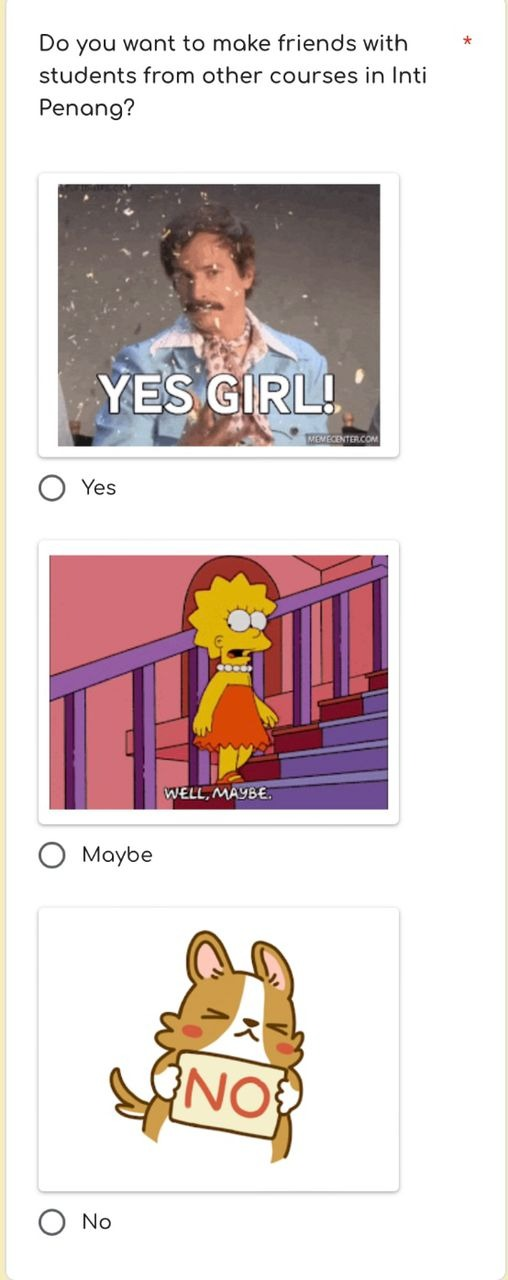 Do you want to make friends with *
students from other courses in Inti
Penang?
YES GIRL!
MEMECENTER.COM
Yes
WELL, MAYBE.
Maybe
NO
No